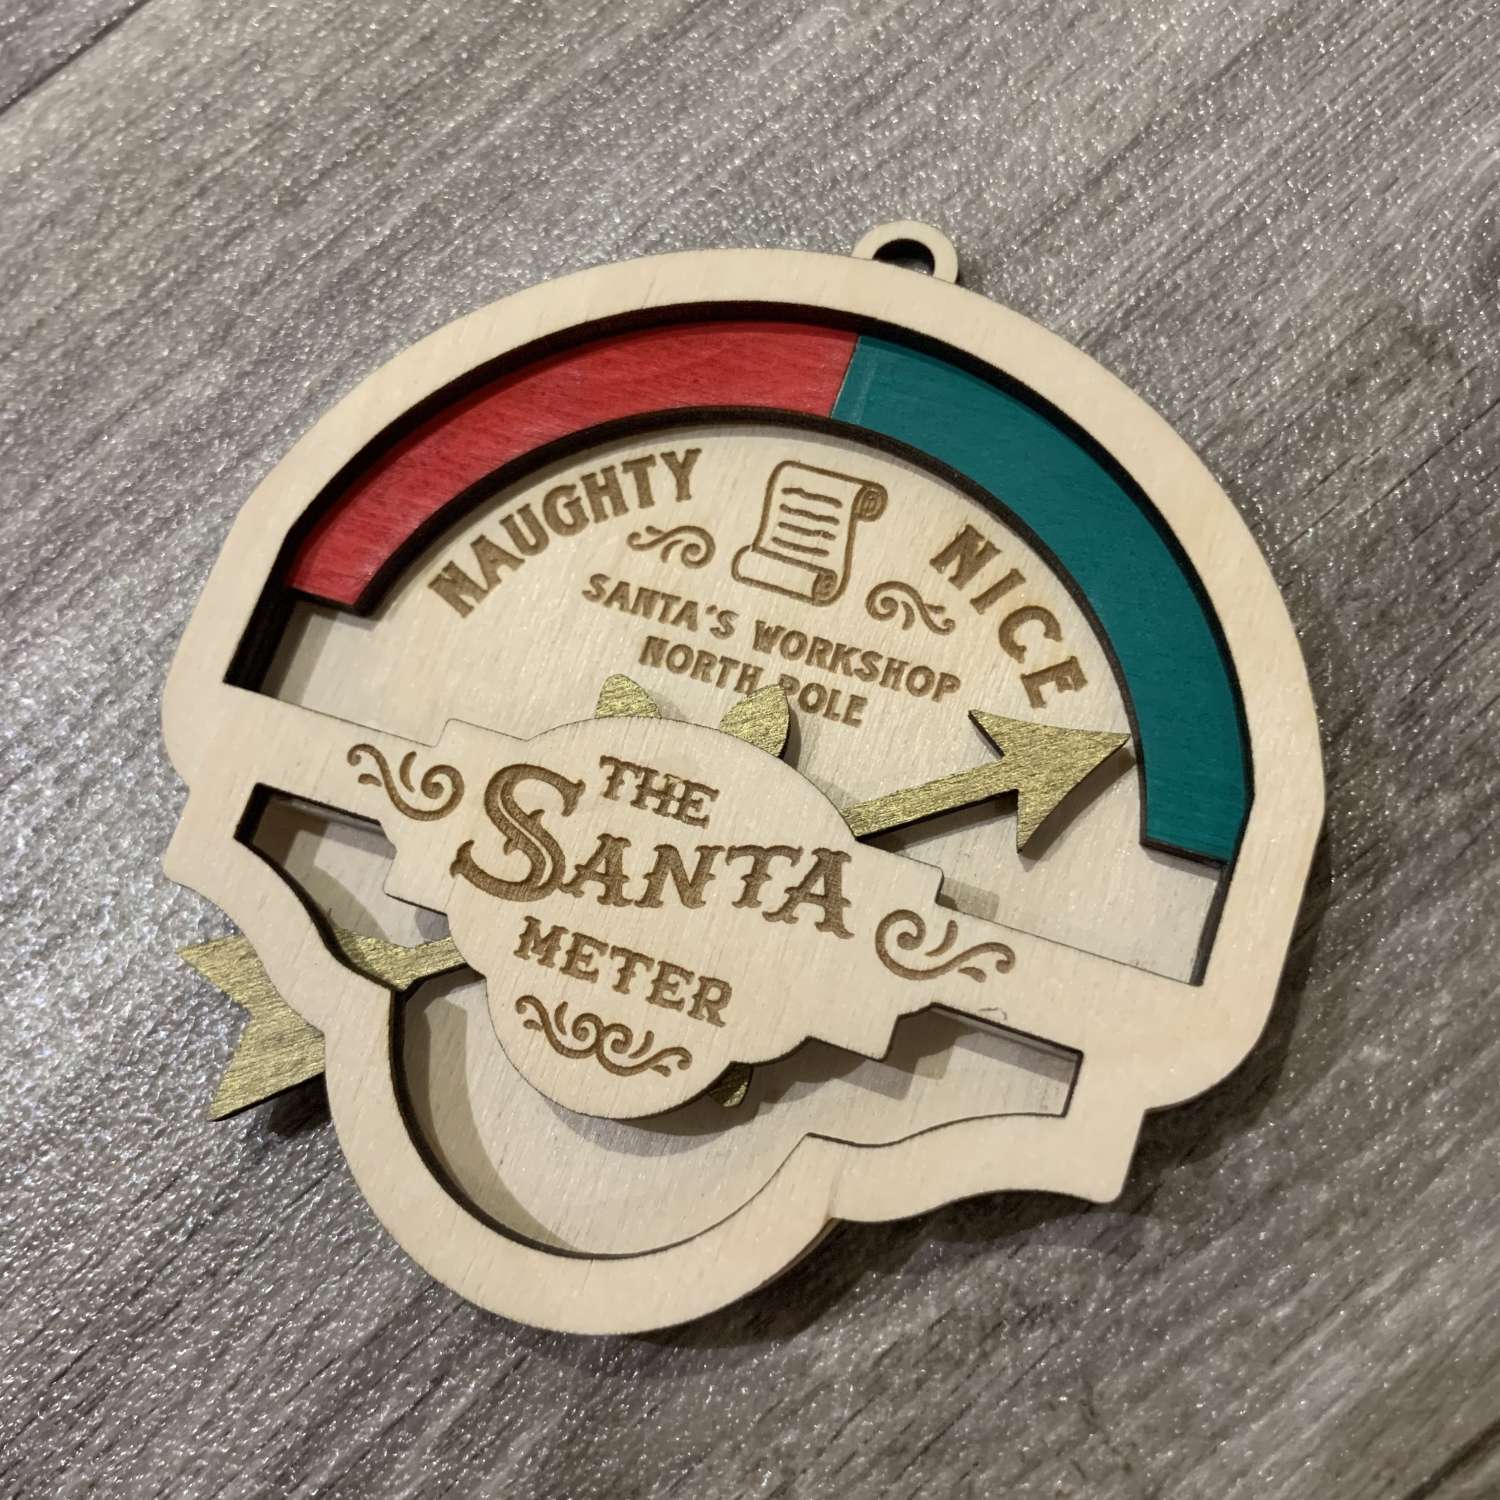 NAUGHTY
NICE
SANTA'S WORKSHOP
NORTH POLE
THE
SANTA
METER